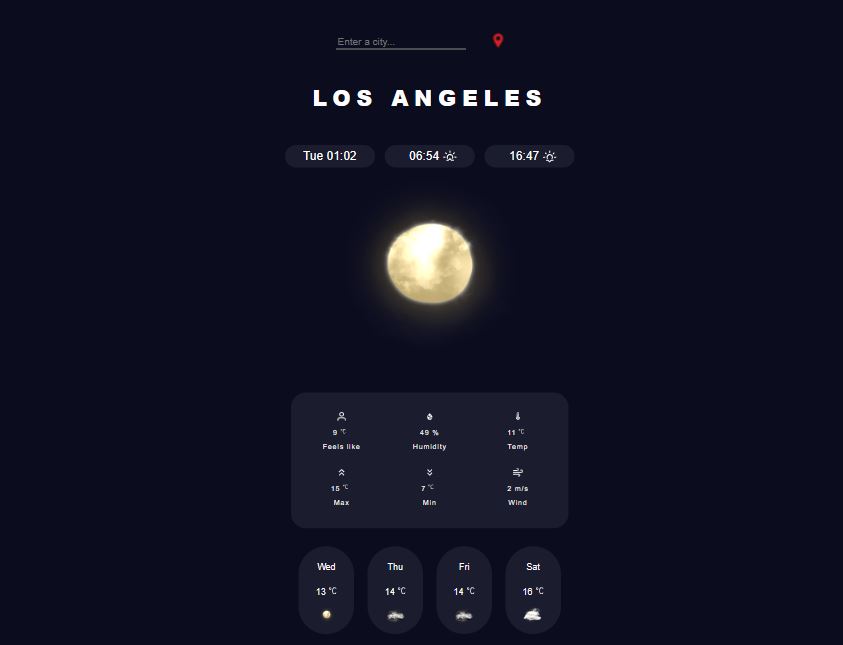 Enter a city...
LOS ANGELES
Tue 01:02 06:54 16:47
9 °C 49 % 11 °C
Feels like Humidity Temp
15 °C 7 °C 2 m/s
Max Min Wind
Wed Thu Fri Sat
13 °C 14 °C 14 °C 16 °C